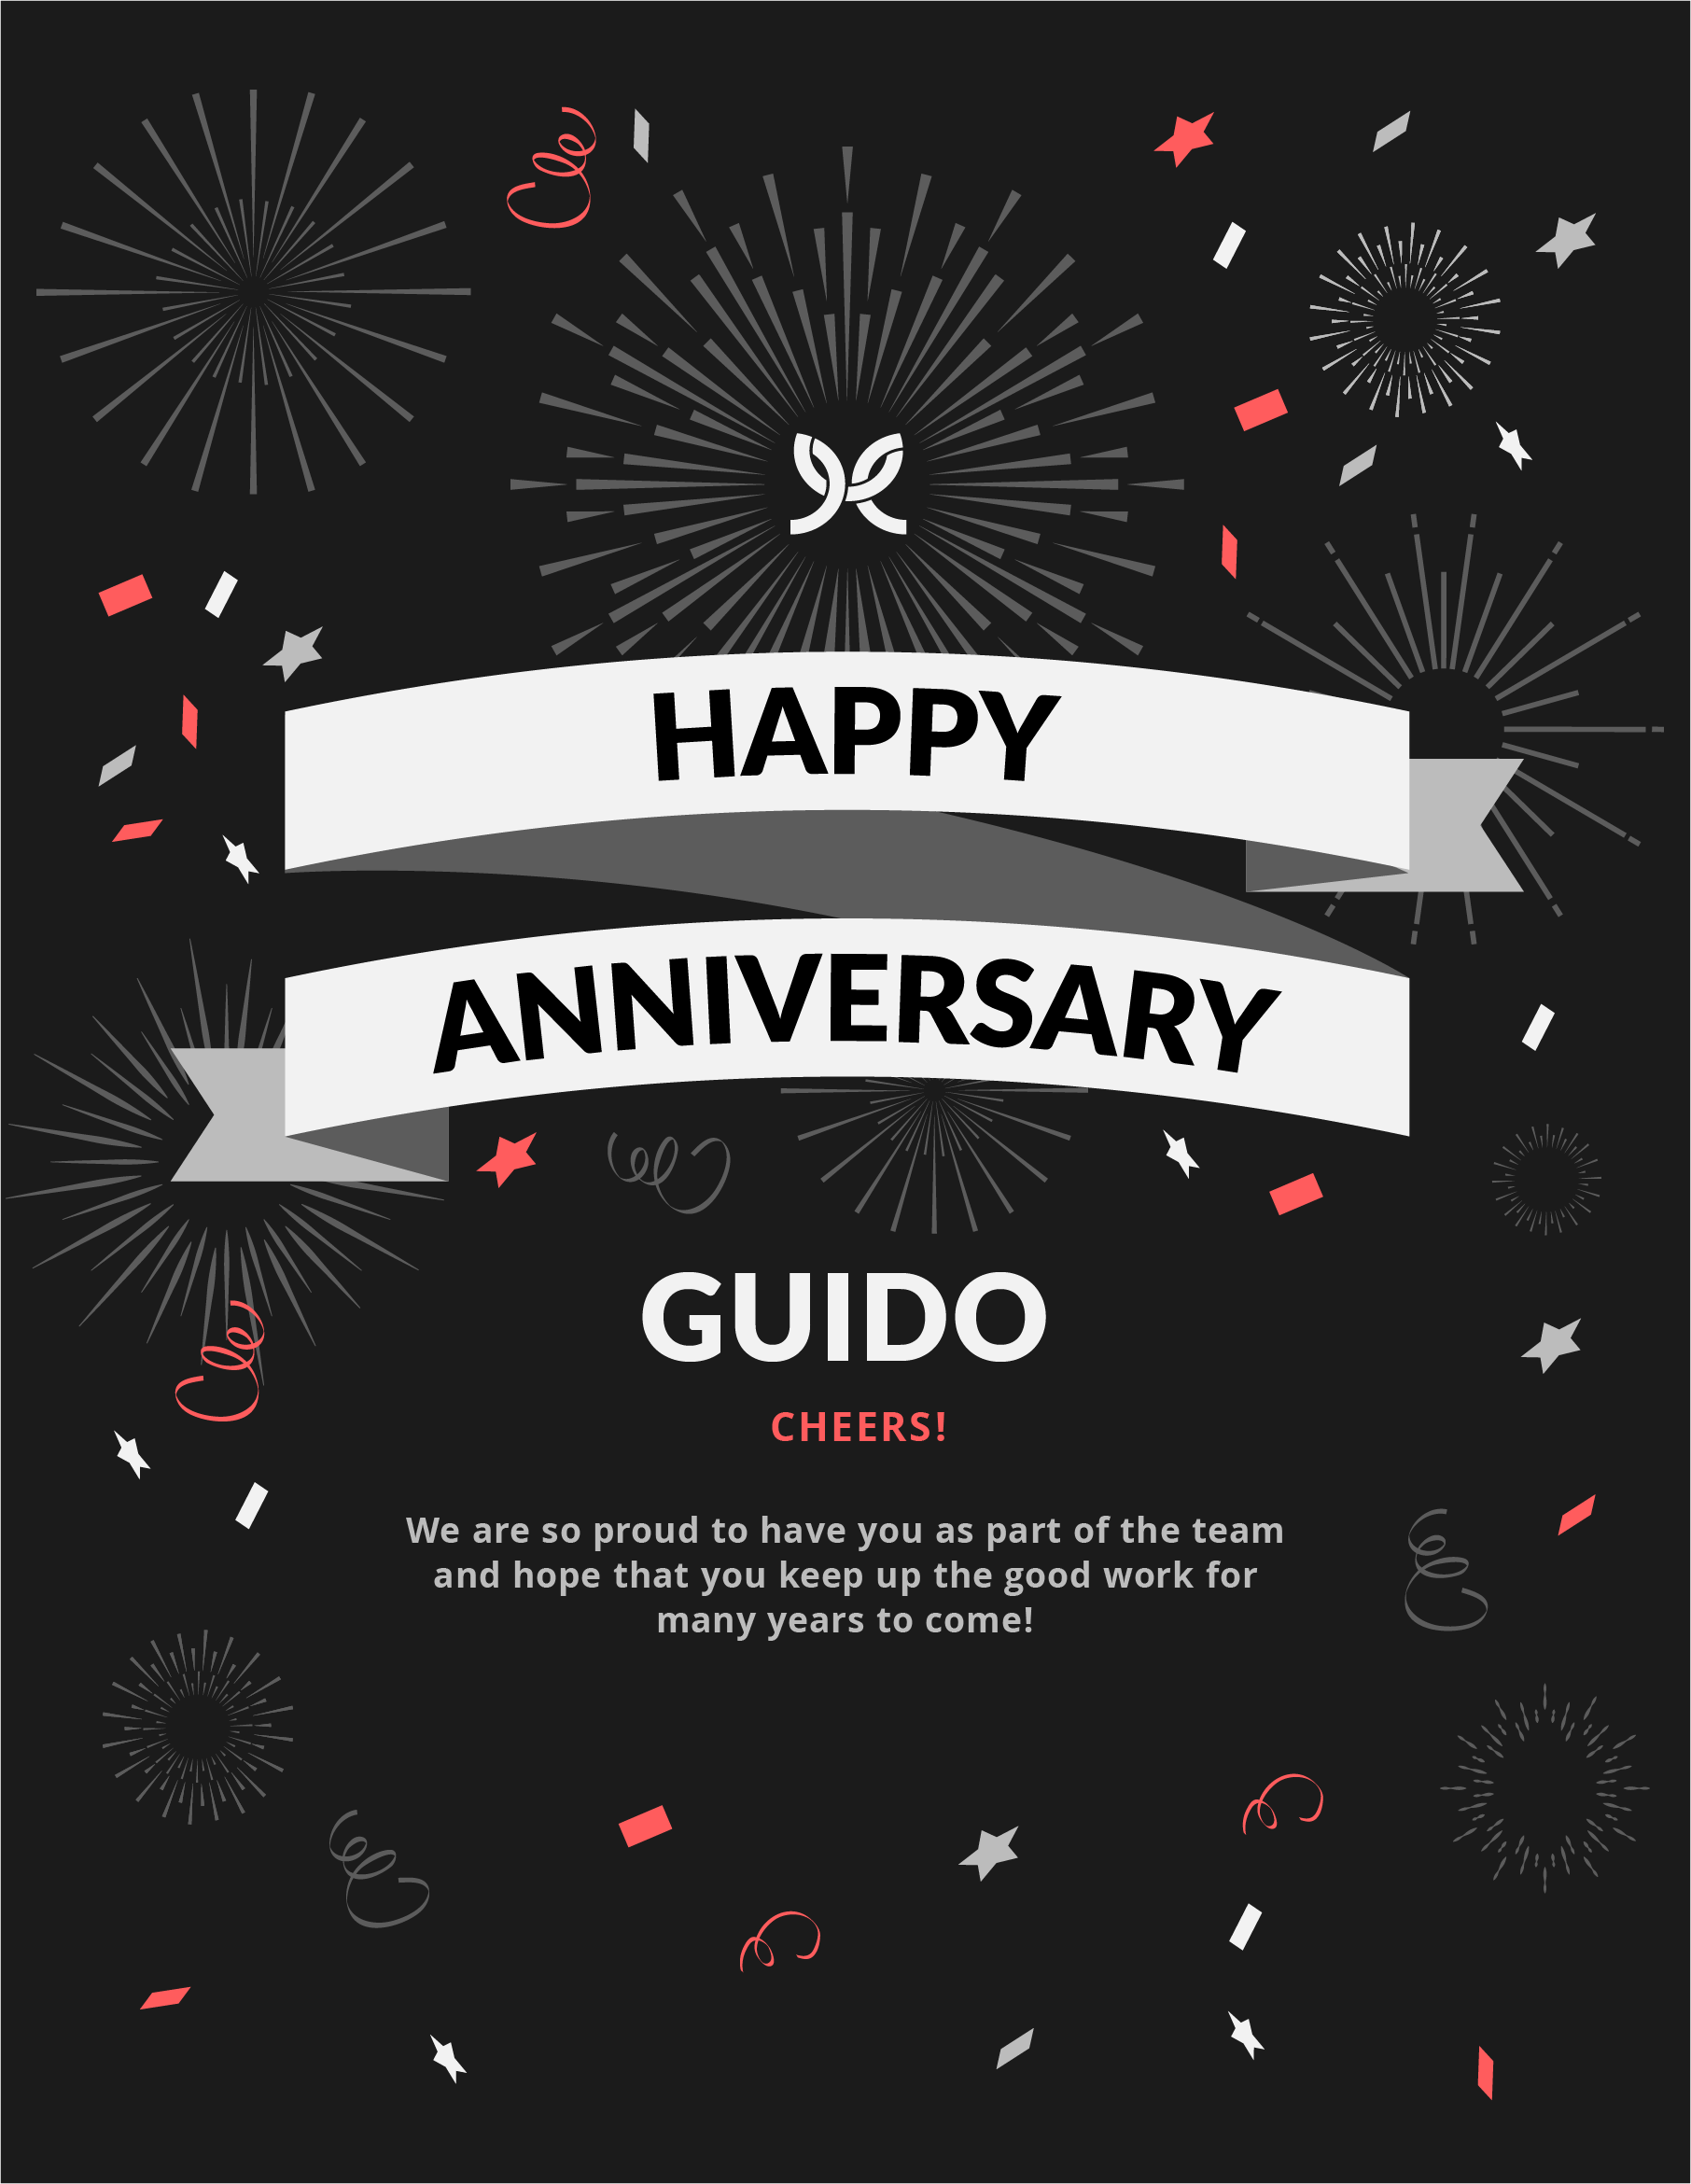 HAPPY
ANNIVERSARY
GUIDO
CHEERS!
We are so proud to have you as part of the team
and hope that you keep up the good work for
many years to come!